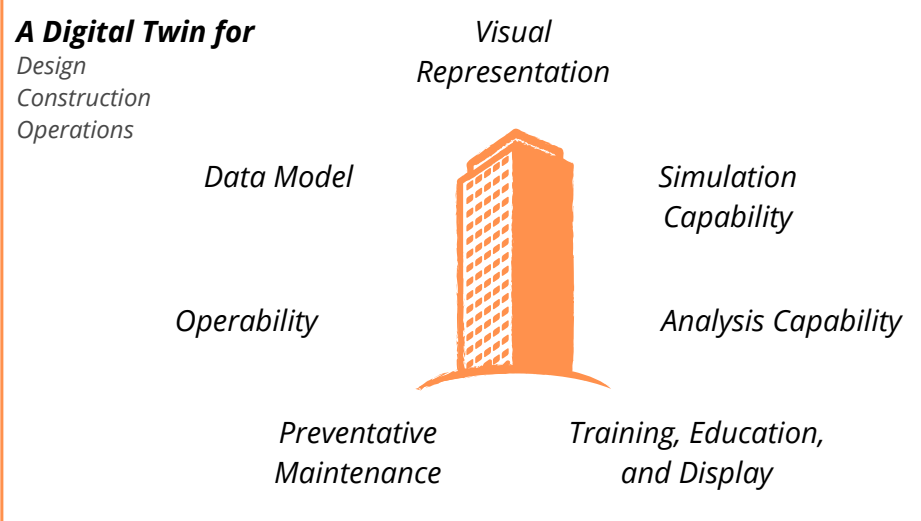 A Digital Twin for
Design
Construction
Operations
Visual
Representation
Data Model
Simulation
Capability
Operability
Analysis Capability
Preventative
Maintenance
Training, Education,
and Display